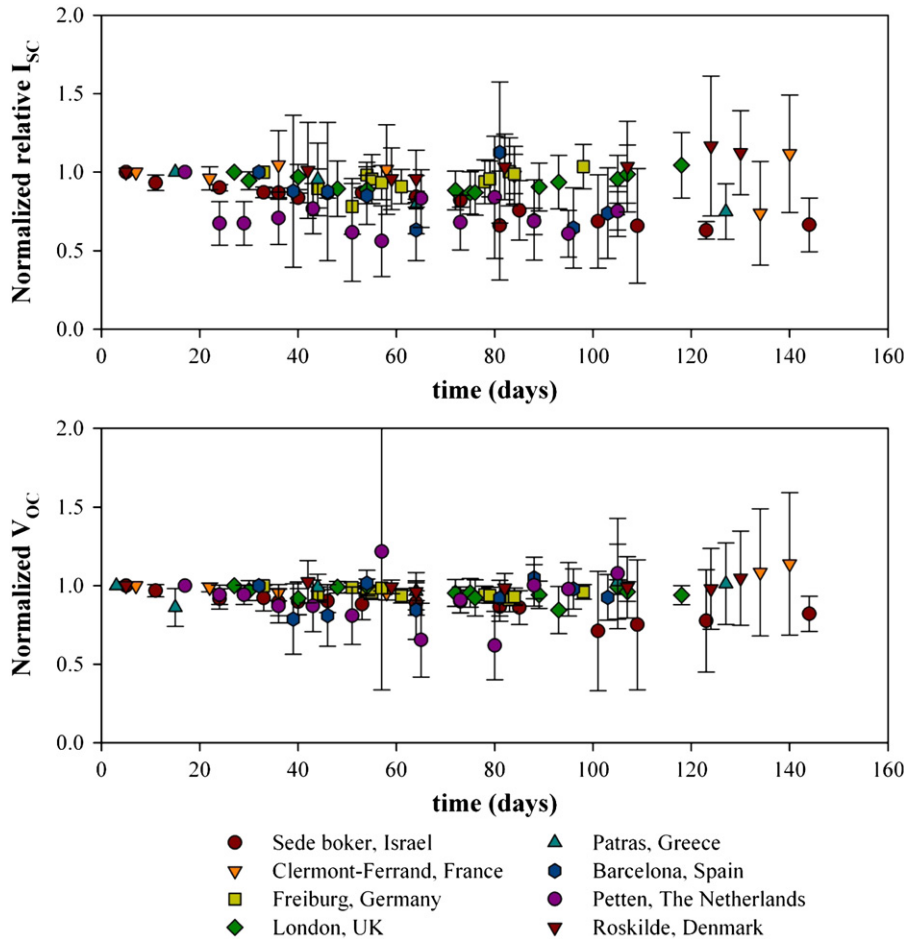 Normalized relative I_SC
2.0
1.5
1.0
0.5
0.0
0 20 40 60 80 100 120 140 160
time (days)
Normalized V_OC
2.0
1.5
1.0
0.5
0.0
0 20 40 60 80 100 120 140 160
time (days)
Sede boker, Israel
Clermont-Ferrand, France
Freiburg, Germany
London, UK
Patras, Greece
Barcelona, Spain
Petten, The Netherlands
Roskilde, Denmark